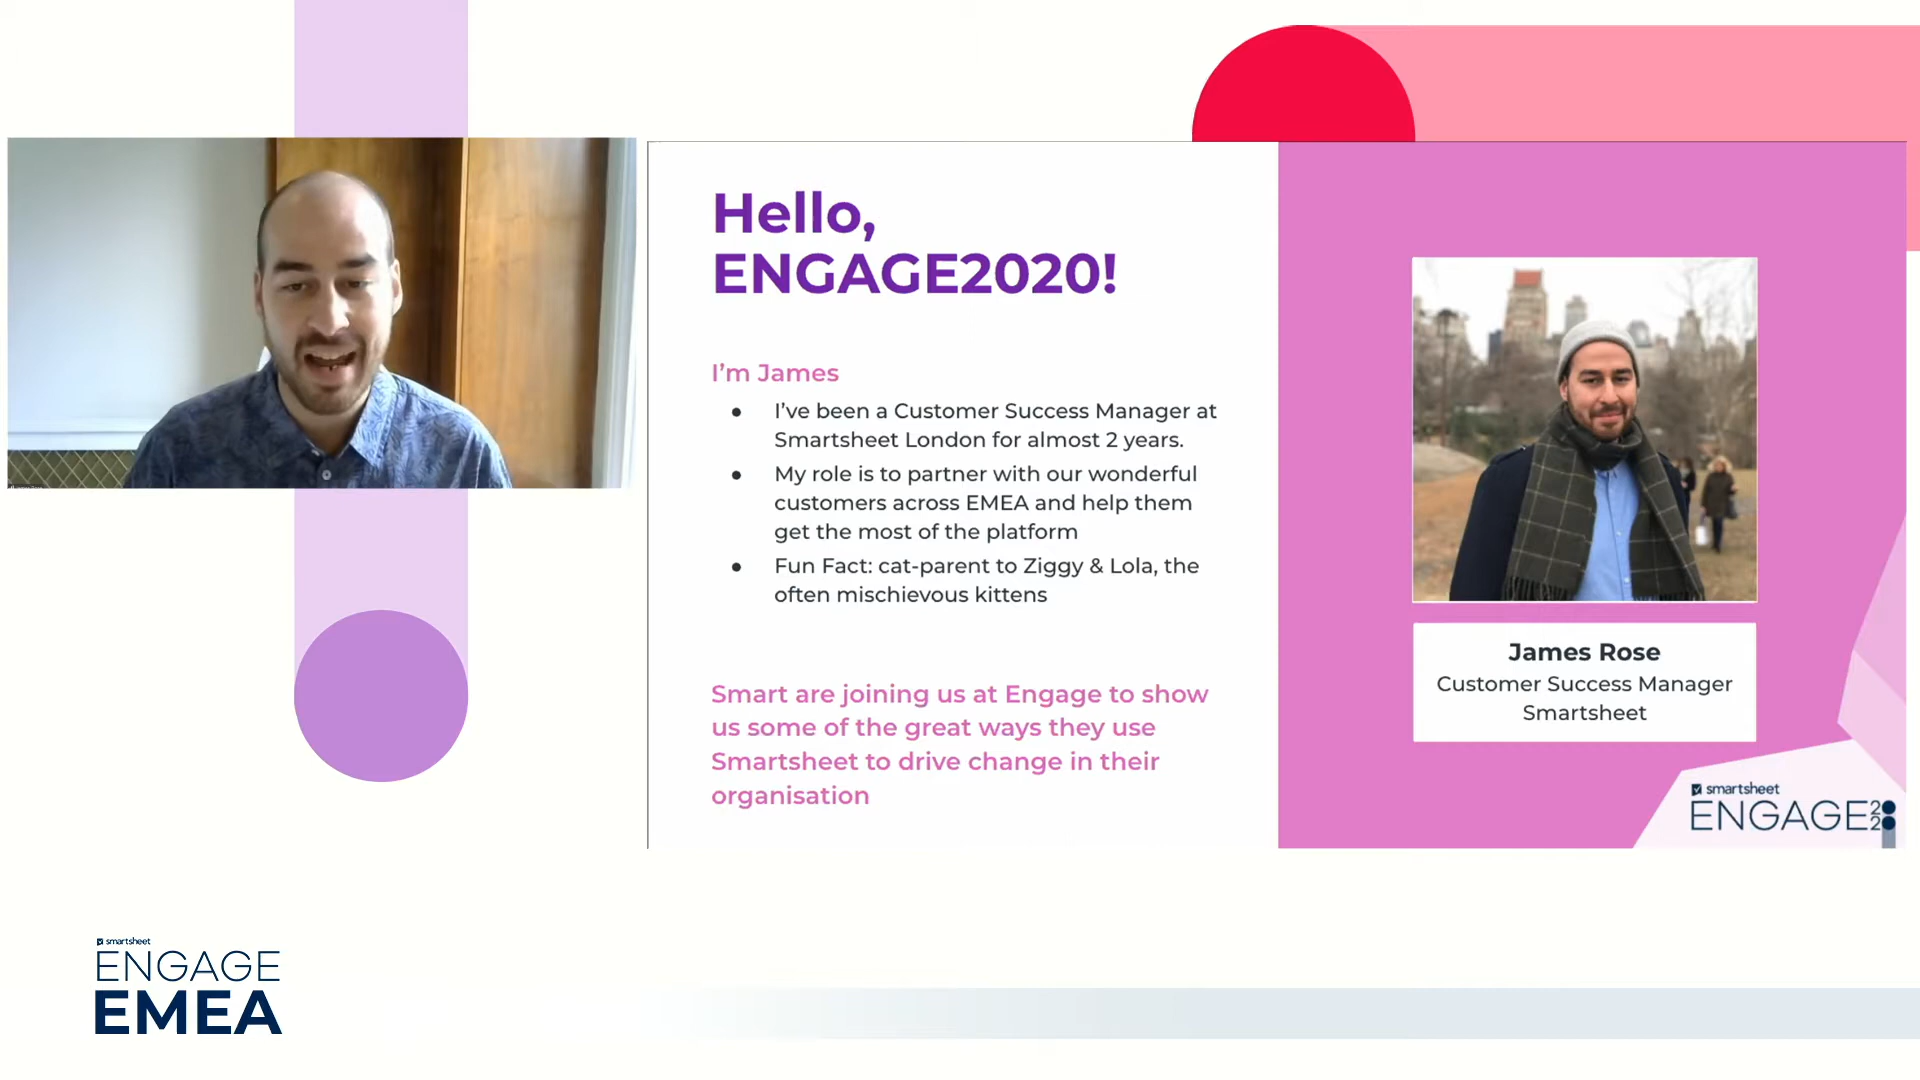 Hello,
ENGAGE2020!
I'm James
● I've been a Customer Success Manager at
Smartsheet London for almost 2 years.
● My role is to partner with our wonderful
customers across EMEA and help them
get the most of the platform
● Fun Fact: cat-parent to Ziggy & Lola, the
often mischievous kittens
Smart are joining us at Engage to show
us some of the great ways they use
Smartsheet to drive change in their
organisation
James Rose
Customer Success Manager
Smartsheet
smartsheet
ENGAGE
smartsheet
ENGAGE
EMEA